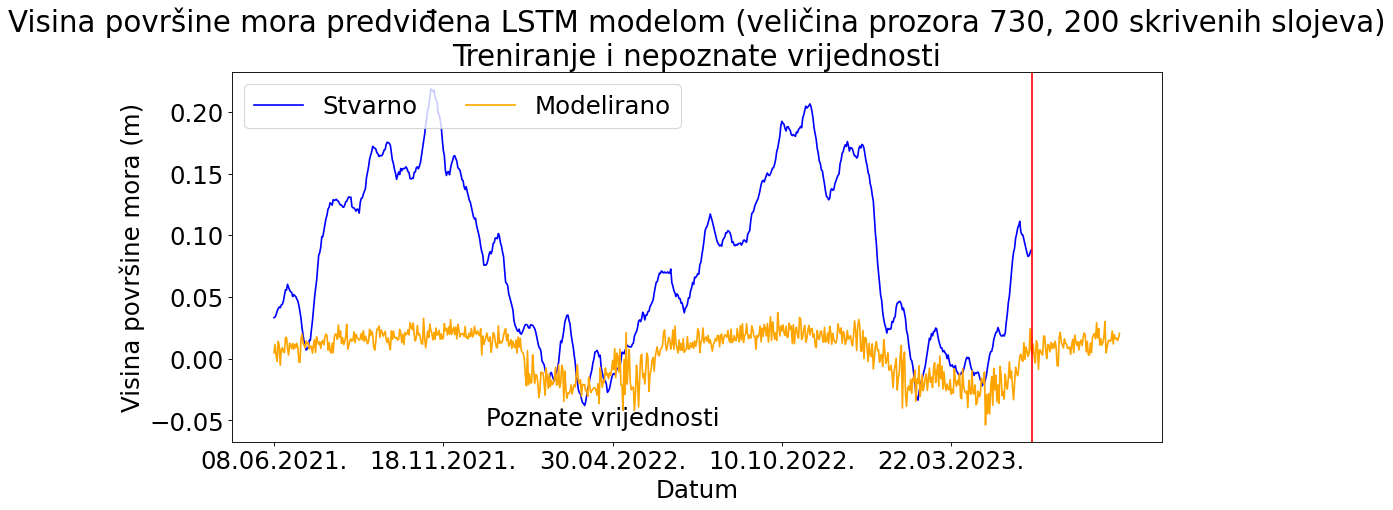 Visina površine mora predviđena LSTM modelom (veličina prozora 730, 200 skrivenih slojeva)
Treniranje i nepoznate vrijednosti
Stvarno Modelirano
Visina površine mora (m)
0.20
0.15
0.10
0.05
0.00
−0.05
Poznate vrijednosti
08.06.2021. 18.11.2021. 30.04.2022. 10.10.2022. 22.03.2023.
Datum